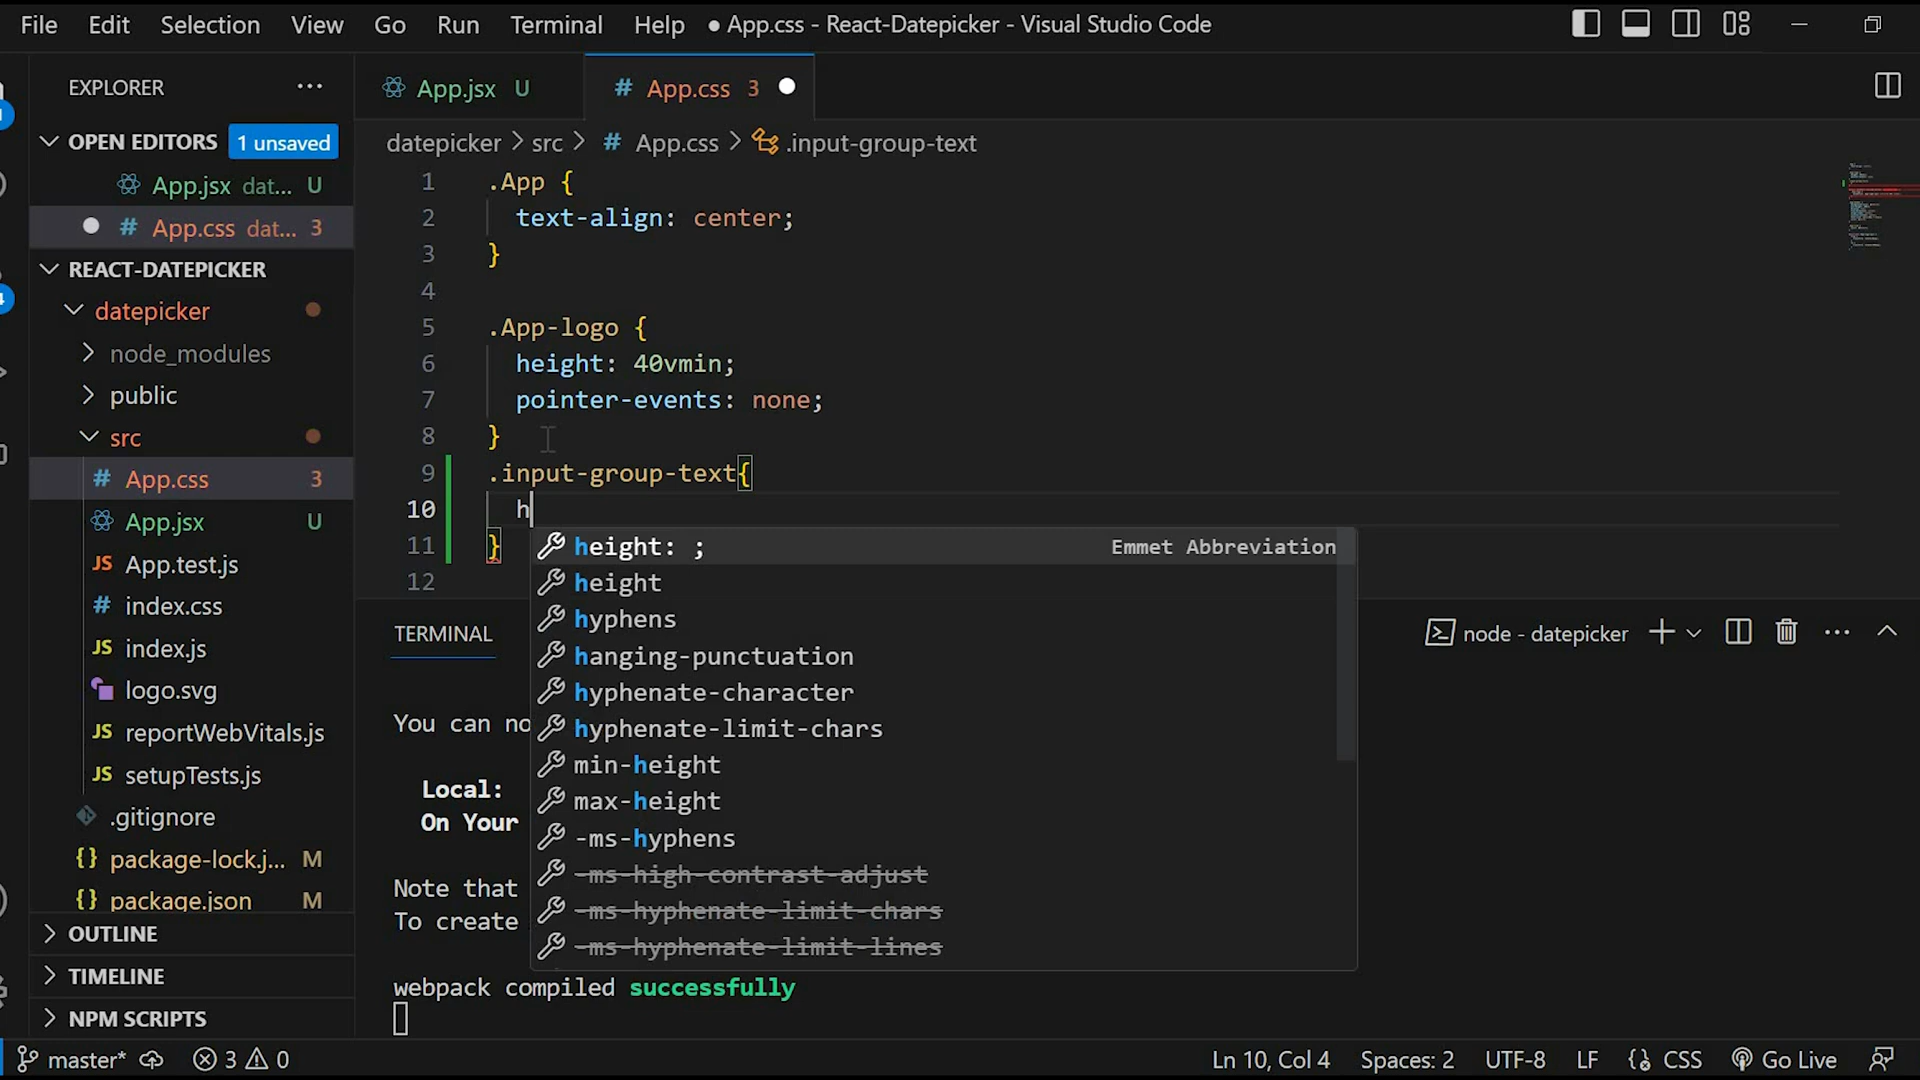 File Edit Selection View Go Run Terminal Help ● App.css - React-Datepicker - Visual Studio Code
EXPLORER ...
App.jsx U
# App.css 3
OPEN EDITORS 1 unsaved
App.jsx dat... U
# App.css dat... 3
REACT-DATEPICKER
datepicker
node_modules
public
src
# App.css 3
App.jsx U
JS App.test.js
# index.css
JS index.js
logo.svg
JS reportWebVitals.js
JS setupTests.js
.gitignore
{} package-lock.j... M
{} package.json M
OUTLINE
TIMELINE
NPM SCRIPTS
datepicker > src > # App.css > .input-group-text
1 .App {
2 text-align: center;
3 }
4
5 .App-logo {
6 height: 40vmin;
7 pointer-events: none;
8 }
9 .input-group-text{
10 h
11 }
12
height: ; Emmet Abbreviation
height
hyphens
hanging-punctuation
hyphenate-character
hyphenate-limit-chars
min-height
max-height
-ms-hyphens
-ms-high-contrast-adjust
-ms-hyphenate-limit-chars
-ms-hyphenate-limit-lines
TERMINAL
node - datepicker
You can no
Local:
On Your
Note that
To create
webpack compiled successfully
master* 3 0
Ln 10, Col 4 Spaces: 2 UTF-8 LF {} CSS Go Live